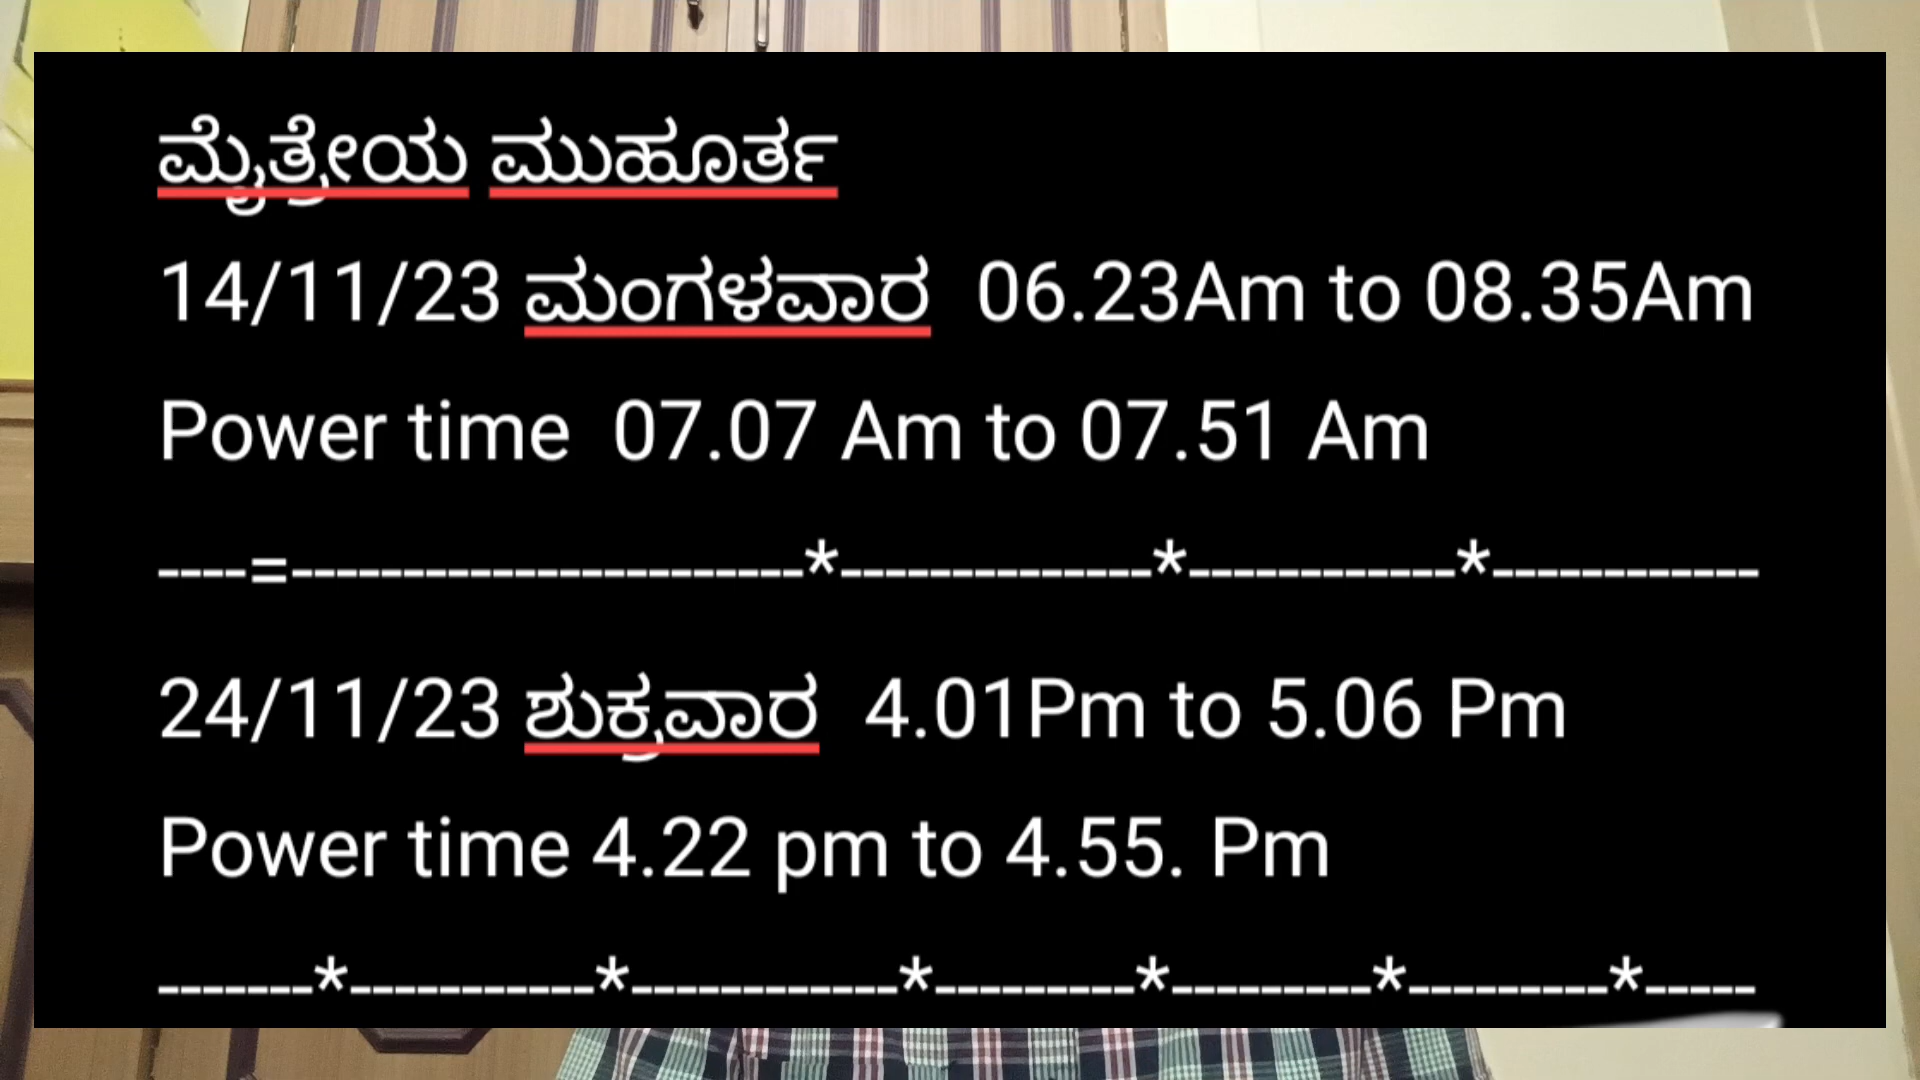 ಮೈತ್ರೇಯ ಮುಹೂರ್ತ
14/11/23 ಮಂಗಳವಾರ 06.23Am to 08.35Am
Power time 07.07 Am to 07.51 Am
----=-----------------------*--------------*------------*------------
24/11/23 ಶುಕ್ರವಾರ 4.01Pm to 5.06 Pm
Power time 4.22 pm to 4.55. Pm
-------*-----------*------------*---------*---------*---------*-----